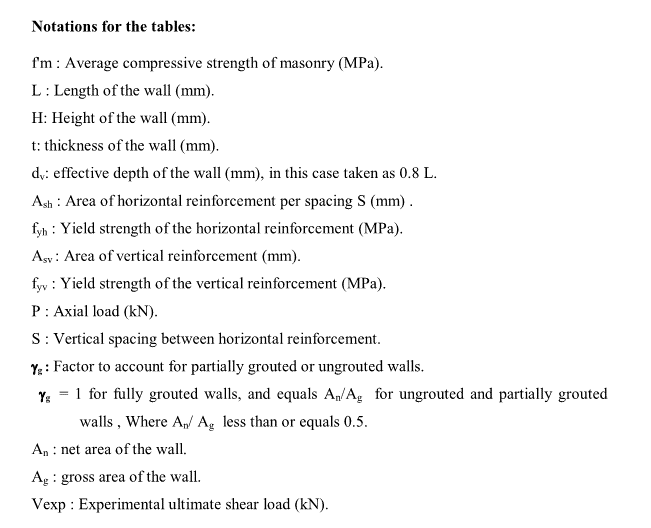 Notations for the tables:
f'm : Average compressive strength of masonry (MPa).
L : Length of the wall (mm).
H: Height of the wall (mm).
t: thickness of the wall (mm).
dᵥ: effective depth of the wall (mm), in this case taken as 0.8 L.
Aₛₕ : Area of horizontal reinforcement per spacing S (mm) .
fyh : Yield strength of the horizontal reinforcement (MPa).
Aₛᵥ : Area of vertical reinforcement (mm).
fyv : Yield strength of the vertical reinforcement (MPa).
P : Axial load (kN).
S : Vertical spacing between horizontal reinforcement.
γg : Factor to account for partially grouted or ungrouted walls.
γg = 1 for fully grouted walls, and equals An/Ag for ungrouted and partially grouted
walls , Where An/ Ag less than or equals 0.5.
An : net area of the wall.
Ag : gross area of the wall.
Vexp : Experimental ultimate shear load (kN).